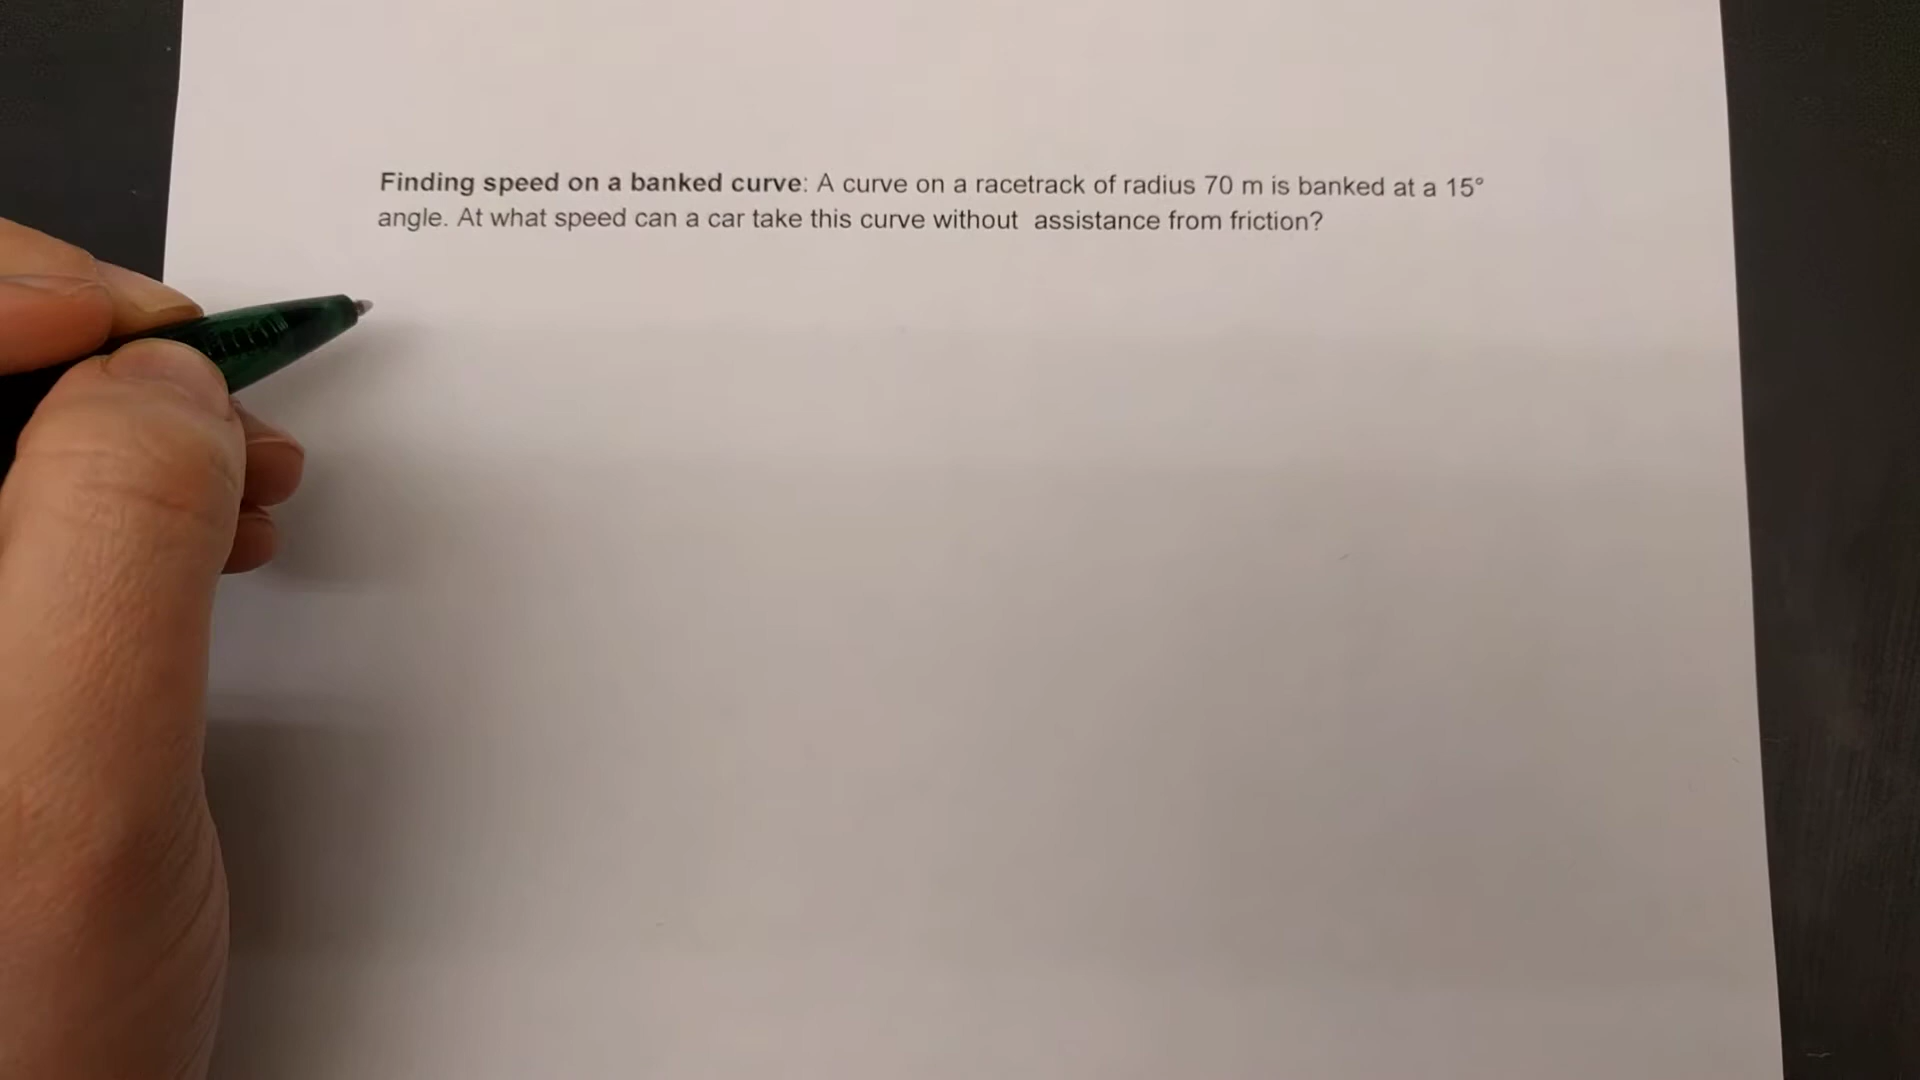 Finding speed on a banked curve: A curve on a racetrack of radius 70 m is banked at a 15°
angle. At what speed can a car take this curve without assistance from friction?